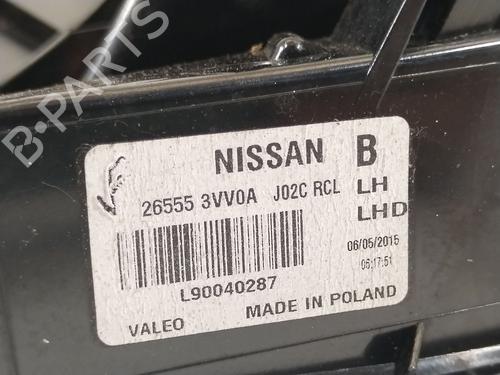 B-PARTS
NISSAN B
26555 3VV0A J02C RCL LH
LHD
06/05/2015
06:17:51
L90040287
VALEO MADE IN POLAND